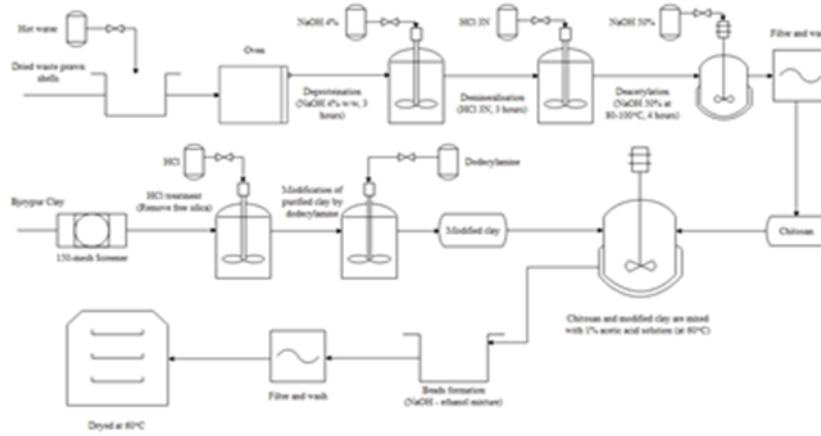 NaOH 4%
HCl 3N
NaOH 50%
Hot water
Oven
Filter and
Dried waste prawn
shells
Deproteination
(NaOH 4% w/w, 3
hours)
Demineralisation
(HCl 3N, 3 hours)
Deacetylation
(NaOH 50% at
80-100°C, 4 hours)
HCl
Dodecylamine
HCl treatment
(Remove free silica)
Modification of
purified clay by
dodecylamine
Bijoypur Clay
150-mesh Screener
Modified clay
Chitosan
Chitosan and modified clay are mixed
with 1% acetic acid solution (at 60°C)
Beads formation
(NaOH - ethanol mixture)
Filter and wash
Dryed at 60°C